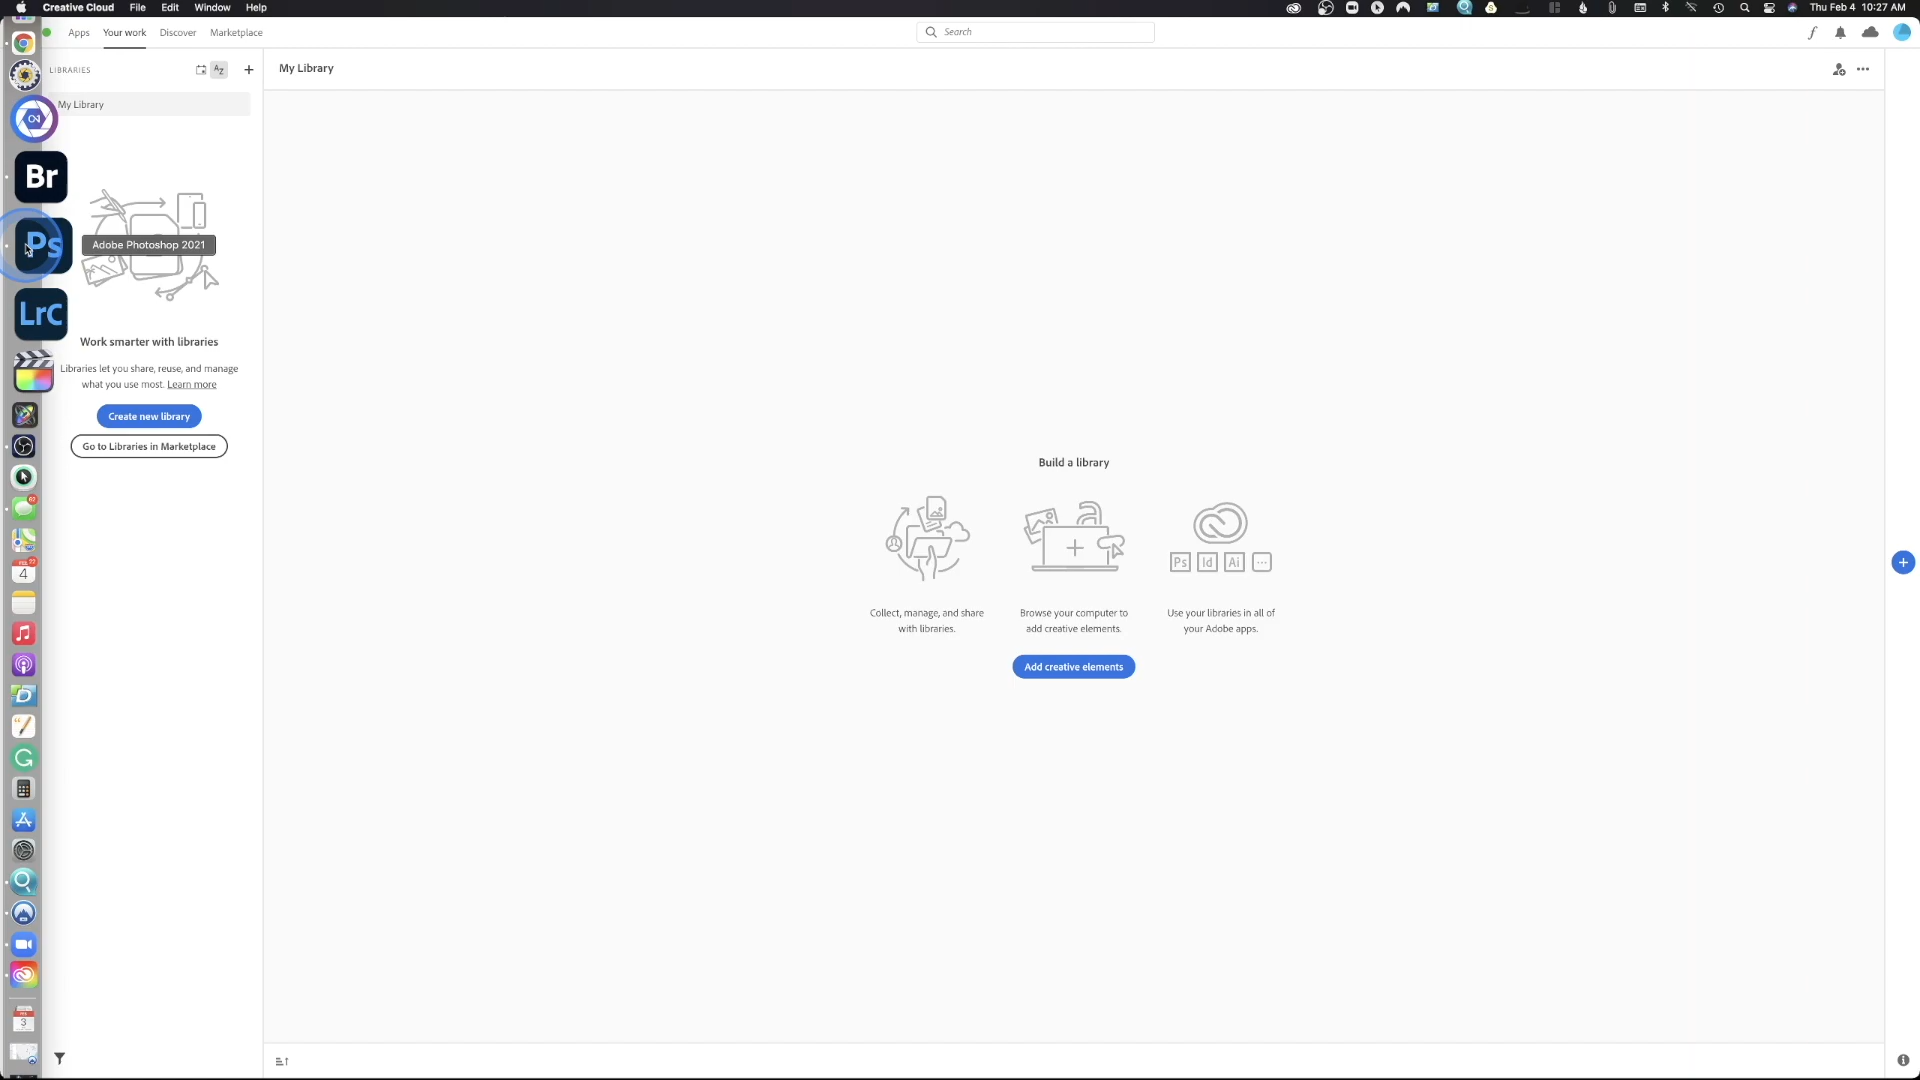 Creative Cloud File Edit Window Help
Thu Feb 4 10:27 AM
Apps Your work Discover Marketplace
Search
LIBRARIES
My Library
My Library
Br
Ps
Adobe Photoshop 2021
LrC
Work smarter with libraries
Libraries let you share, reuse, and manage
what you use most. Learn more
Create new library
Go to Libraries in Marketplace
Build a library
Ps Id Ai
Collect, manage, and share
with libraries.
Browse your computer to
add creative elements.
Use your libraries in all of
your Adobe apps.
Add creative elements
62
4
3